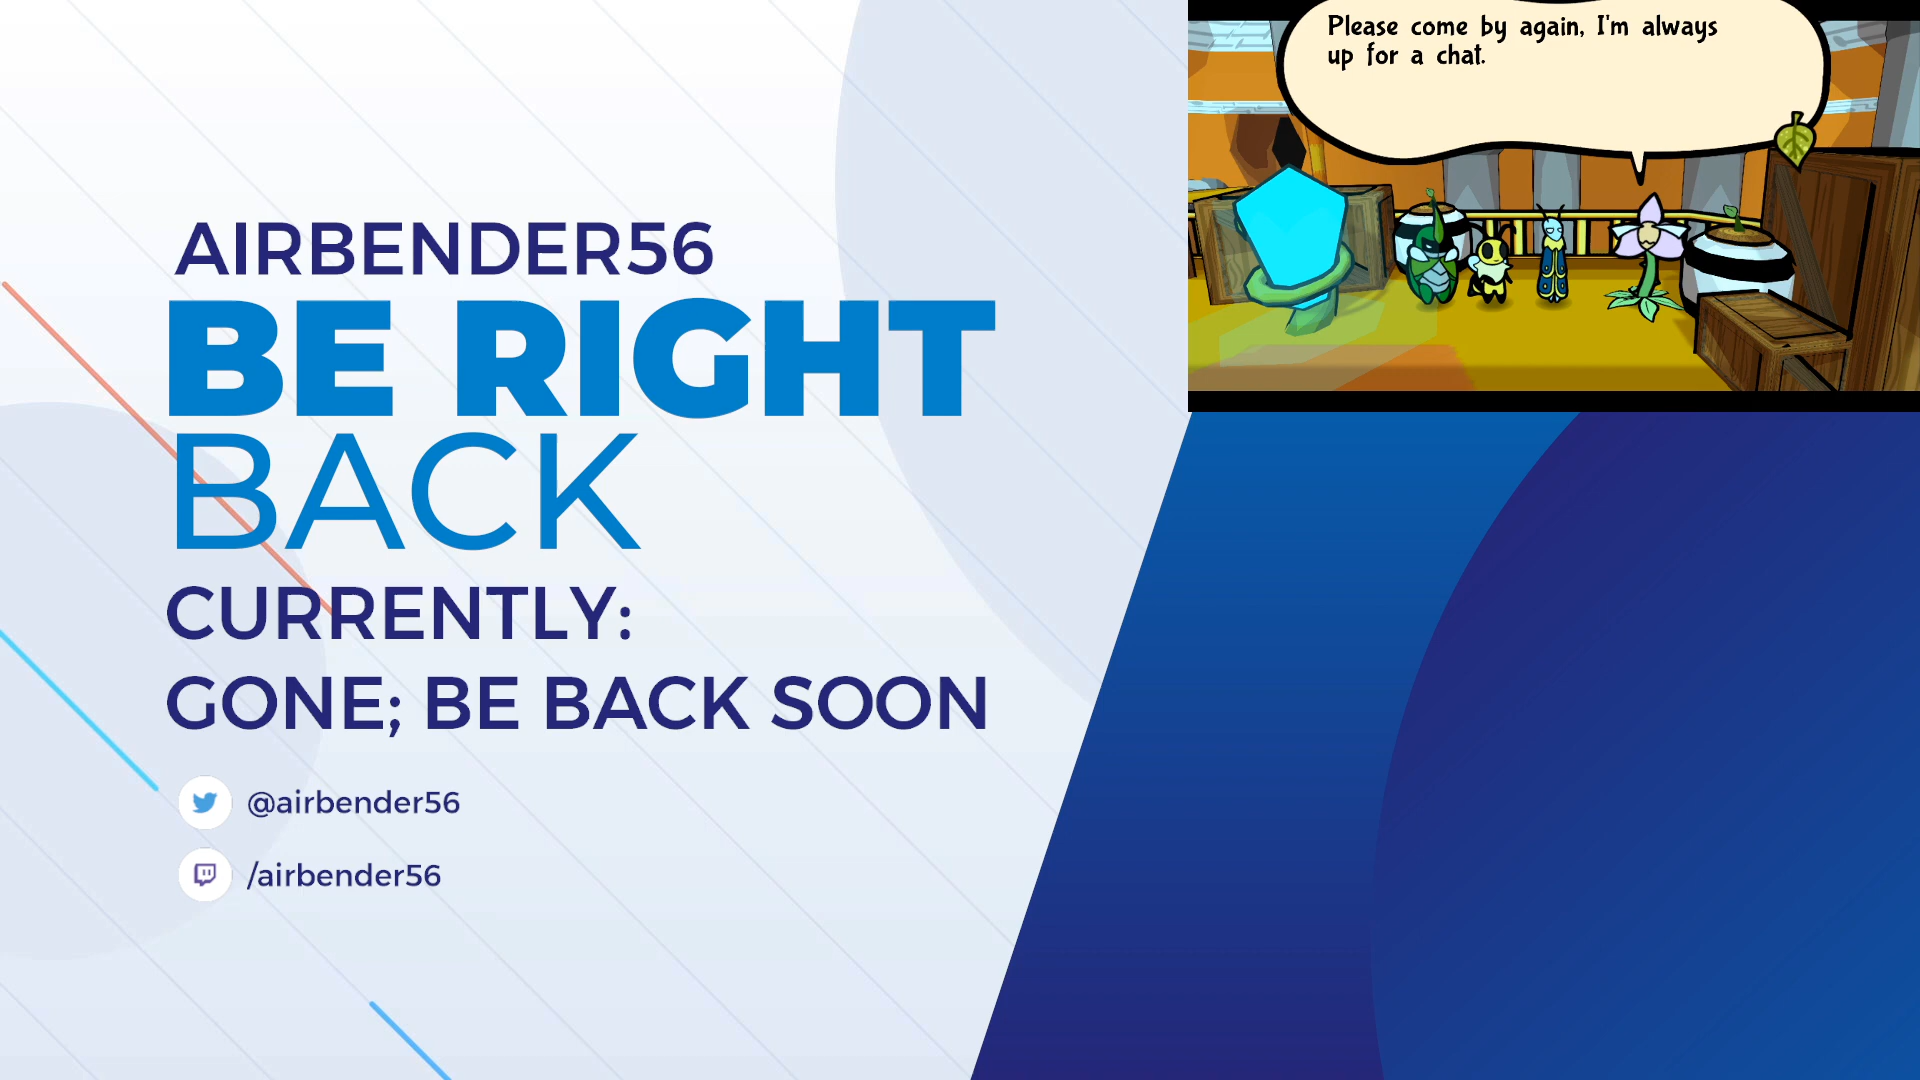 AIRBENDER56
BE RIGHT
BACK
CURRENTLY:
GONE; BE BACK SOON
@airbender56
/airbender56
Please come by again, I'm always
up for a chat.